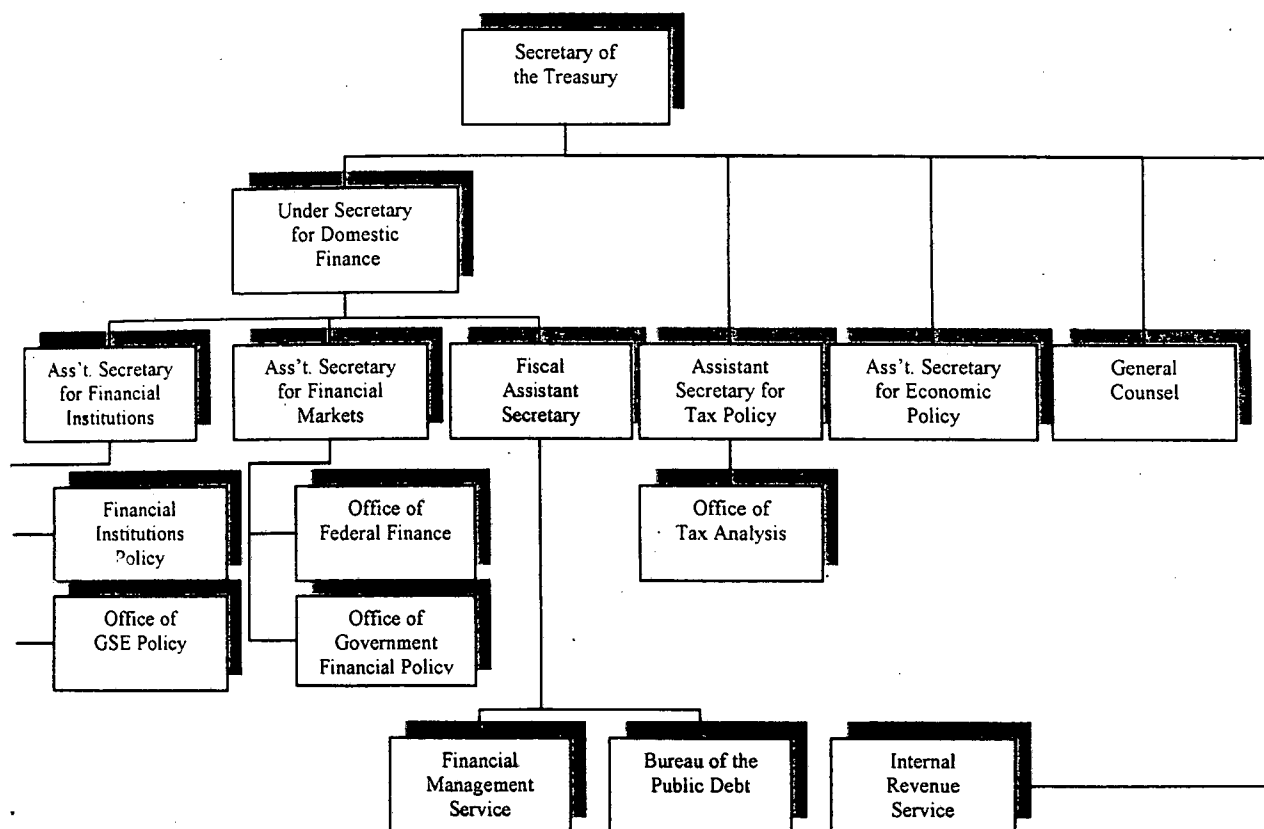 Secretary of
the Treasury
Under Secretary
for Domestic
Finance
Ass't. Secretary
for Financial
Institutions
Ass't. Secretary
for Financial
Markets
Fiscal
Assistant
Secretary
Assistant
Secretary for
Tax Policy
Ass't. Secretary
for Economic
Policy
General
Counsel
Financial
Institutions
Policy
Office of
Federal Finance
Office of
Tax Analysis
Office of
GSE Policy
Office of
Government
Financial Policy
Financial
Management
Service
Bureau of the
Public Debt
Internal
Revenue
Service